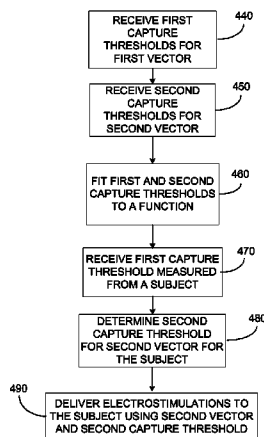 RECEIVE FIRST
CAPTURE
THRESHOLDS FOR
FIRST VECTOR
440
RECEIVE SECOND
CAPTURE
THRESHOLDS FOR
SECOND VECTOR
450
FIT FIRST AND SECOND
CAPTURE THRESHOLDS
TO A FUNCTION
460
RECEIVE FIRST CAPTURE
THRESHOLD MEASURED
FROM A SUBJECT
470
DETERMINE SECOND
CAPTURE THRESHOLD
FOR SECOND VECTOR FOR
THE SUBJECT
480
490
DELIVER ELECTROSTIMULATIONS TO
THE SUBJECT USING SECOND VECTOR
AND SECOND CAPTURE THRESHOLD